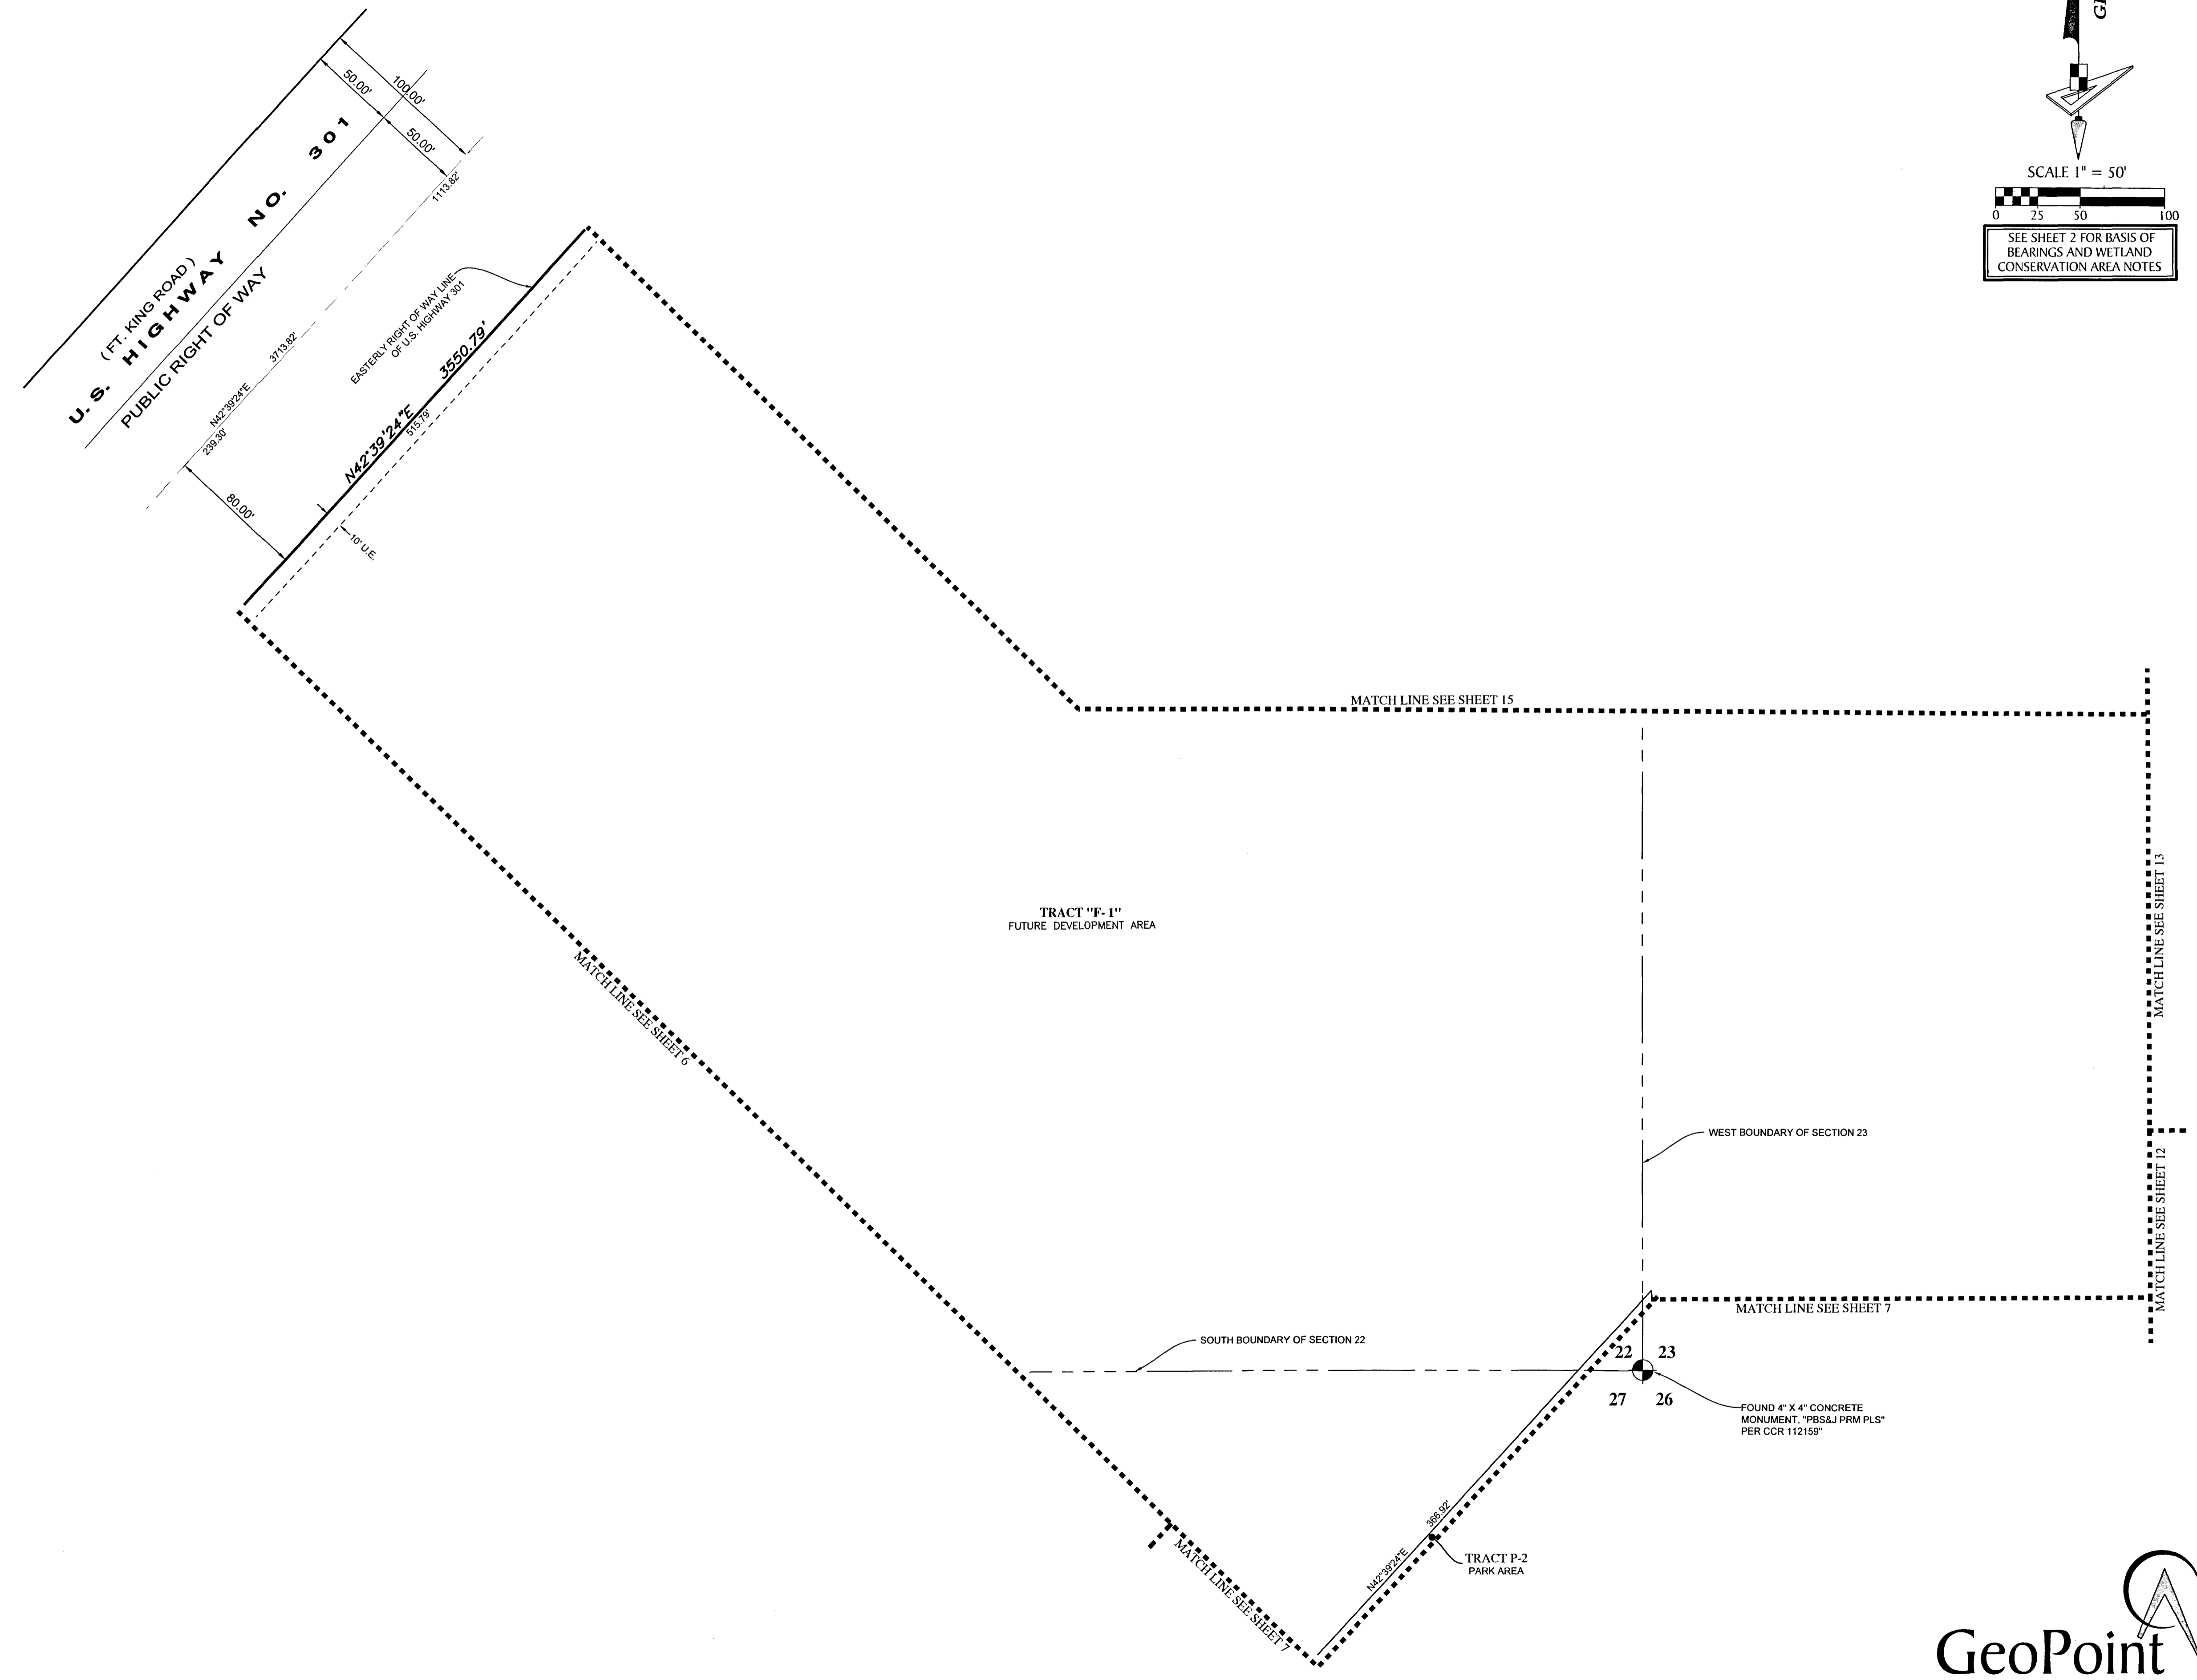 50.00'
100.00'
50.00'
1113.82'
U. S. HIGHWAY NO. 301
( FT. KING ROAD )
PUBLIC RIGHT OF WAY
3713.82'
N42°39'24"E
239.30'
80.00'
EASTERLY RIGHT OF WAY LINE
OF U.S. HIGHWAY 301
N42°39'24"E 3550.79'
515.79'
10' U.E.
SCALE 1" = 50'
0 25 50 100
SEE SHEET 2 FOR BASIS OF
BEARINGS AND WETLAND
CONSERVATION AREA NOTES
MATCH LINE SEE SHEET 15
MATCH LINE SEE SHEET 13
TRACT "F-1"
FUTURE DEVELOPMENT AREA
MATCH LINE SEE SHEET 6
WEST BOUNDARY OF SECTION 23
MATCH LINE SEE SHEET 12
MATCH LINE SEE SHEET 7
SOUTH BOUNDARY OF SECTION 22
22 23
27 26
FOUND 4" X 4" CONCRETE
MONUMENT, "PBS&J PRM PLS"
PER CCR 112159"
366.92'
N42°39'24"E
TRACT P-2
PARK AREA
MATCH LINE SEE SHEET 7
GeoPoint